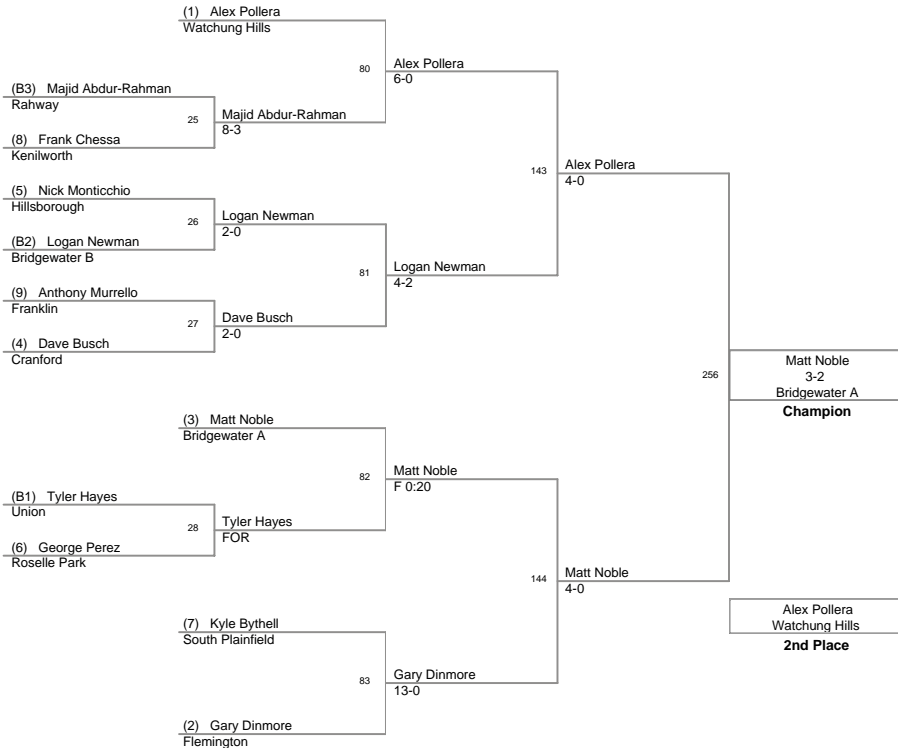 (1) Alex Pollera
Watchung Hills
80
Alex Pollera
6-0
(B3) Majid Abdur-Rahman
Rahway
25
Majid Abdur-Rahman
8-3
(8) Frank Chessa
Kenilworth
143
Alex Pollera
4-0
(5) Nick Monticchio
Hillsborough
26
Logan Newman
2-0
(B2) Logan Newman
Bridgewater B
81
Logan Newman
4-2
(9) Anthony Murrello
Franklin
27
Dave Busch
2-0
(4) Dave Busch
Cranford
256
Matt Noble
3-2
Bridgewater A
Champion
(3) Matt Noble
Bridgewater A
82
Matt Noble
F 0:20
(B1) Tyler Hayes
Union
28
Tyler Hayes
FOR
(6) George Perez
Roselle Park
144
Matt Noble
4-0
Alex Pollera
Watchung Hills
2nd Place
(7) Kyle Bythell
South Plainfield
83
Gary Dinmore
13-0
(2) Gary Dinmore
Flemington